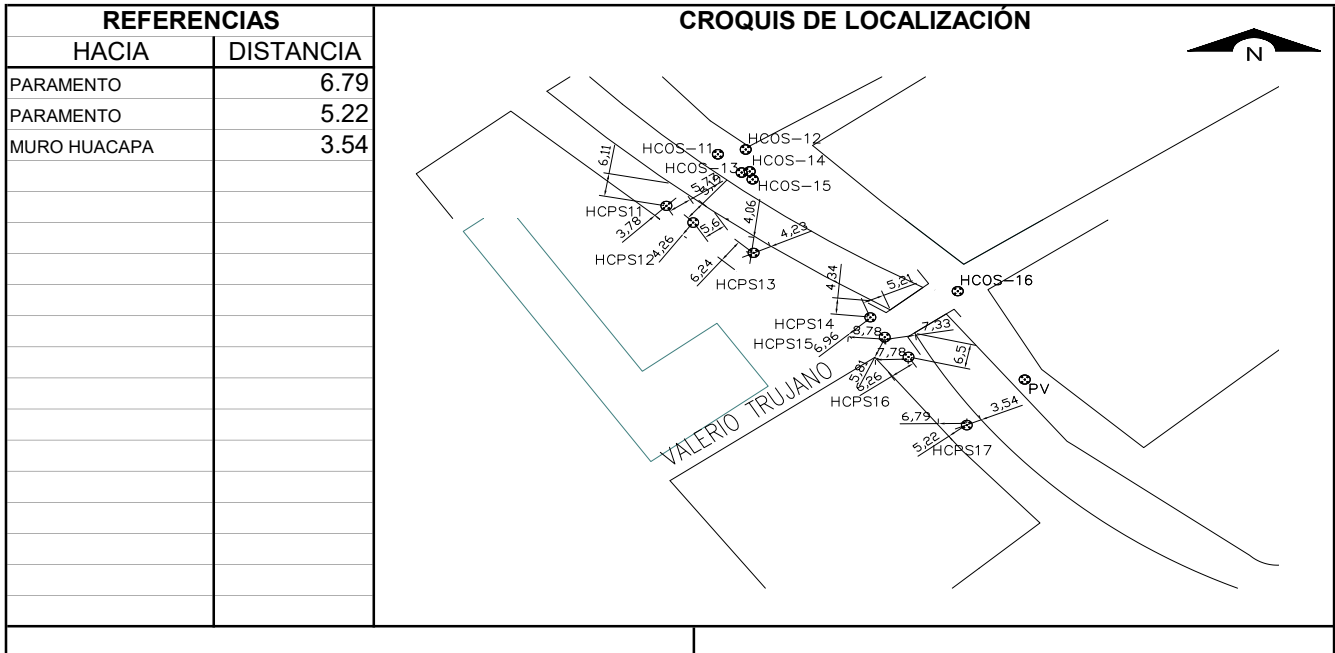 REFERENCIAS
HACIA DISTANCIA
PARAMENTO 6.79
PARAMENTO 5.22
MURO HUACAPA 3.54
CROQUIS DE LOCALIZACIÓN
N
HCOS-12
HCOS-11
HCOS-14
HCOS-13
HCOS-15
6,11
5,72
HCPS11
3,78
4,06
5,6
4,23
4,26
HCPS12
6,24
HCPS13
4,34
5,21
HCOS-16
HCPS14
7,33
8,78
HCPS15
6,96
7,78
6,5
5,81
6,26
PV
VALERIO TRUJANO
HCPS16
3,54
6,79
5,22
HCPS17